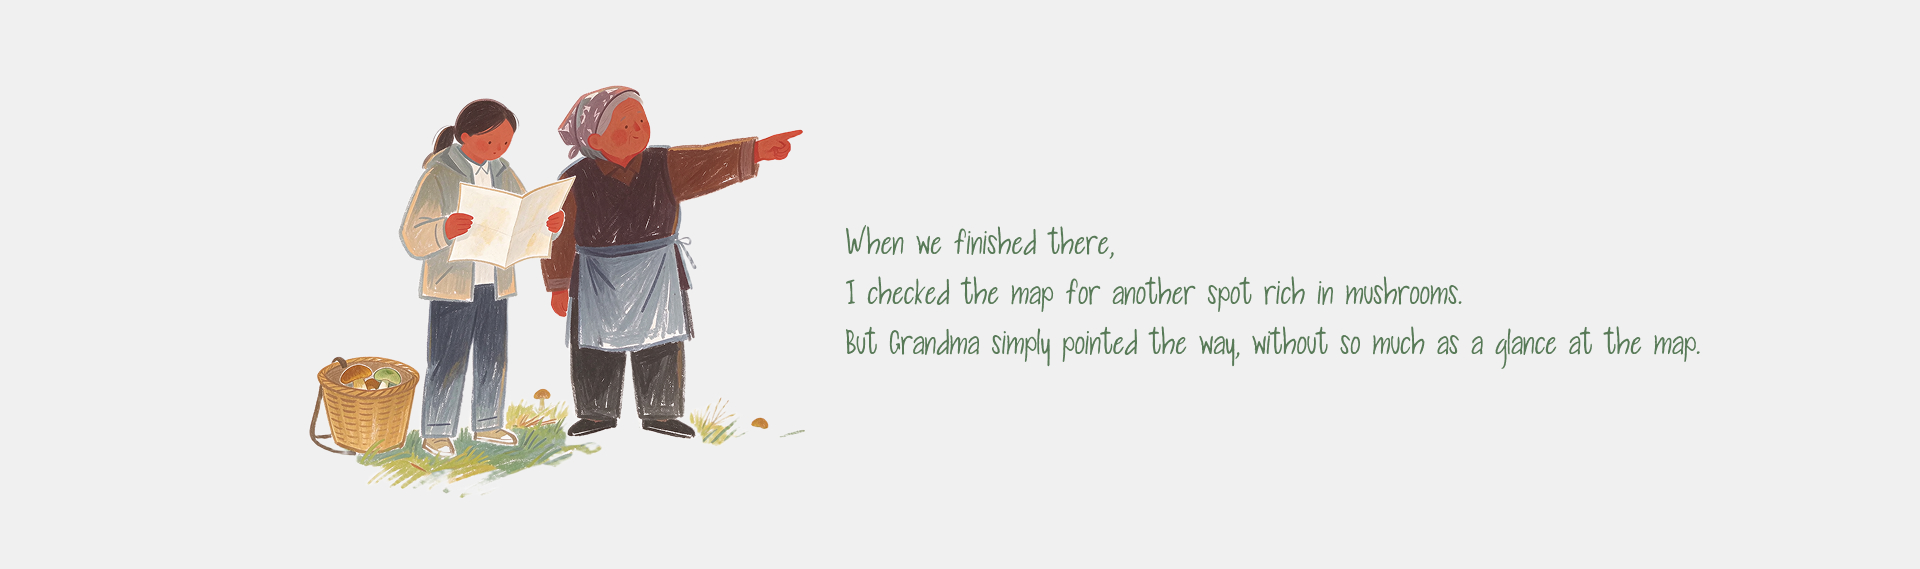 When we finished there,
I checked the map for another spot rich in mushrooms.
But Grandma simply pointed the way, without so much as a glance at the map.